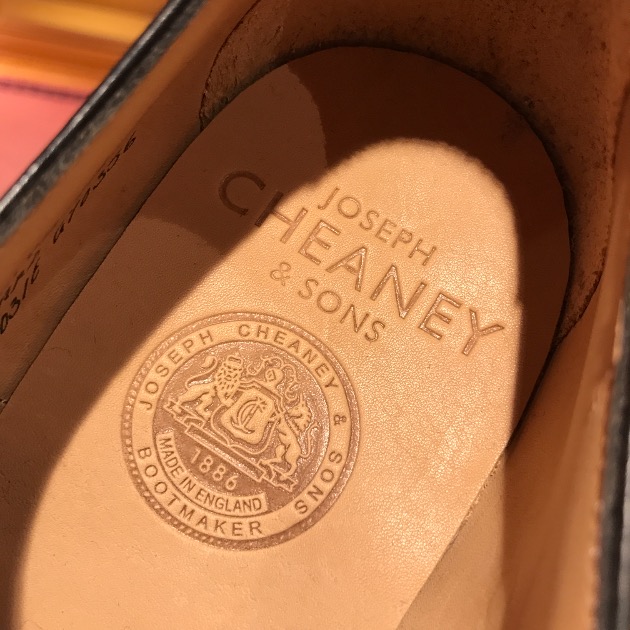 JOSEPH
CHEANEY
& SONS
JOSEPH CHEANEY & SONS
1886
MADE IN ENGLAND
BOOTMAKER